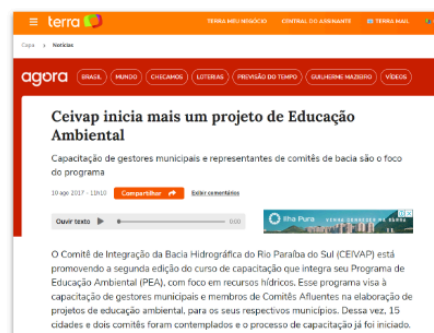 terra
TERRA MEU NEGÓCIO
CENTRAL DO ASSINANTE
TERRA MAIL
Capa > Notícias
agora
BRASIL
MUNDO
CHECAMOS
LOTERIAS
PREVISÃO DO TEMPO
GUILHERME MAZIEIRO
VÍDEOS
Ceivap inicia mais um projeto de Educação
Ambiental
Capacitação de gestores municipais e representantes de comitês de bacia são o foco
do programa
10 ago 2017 - 11h10
Compartilhar
Exibir comentários
Ouvir texto
0:00
Ilha Pura
O Comitê de Integração da Bacia Hidrográfica do Rio Paraíba do Sul (CEIVAP) está
promovendo a segunda edição do curso de capacitação que integra seu Programa de
Educação Ambiental (PEA), com foco em recursos hídricos. Esse programa visa à
capacitação de gestores municipais e membros de Comitês Afluentes na elaboração de
projetos de educação ambiental, para os seus respectivos municípios. Dessa vez, 15
cidades e dois comitês foram contemplados e o processo de capacitação já foi iniciado.